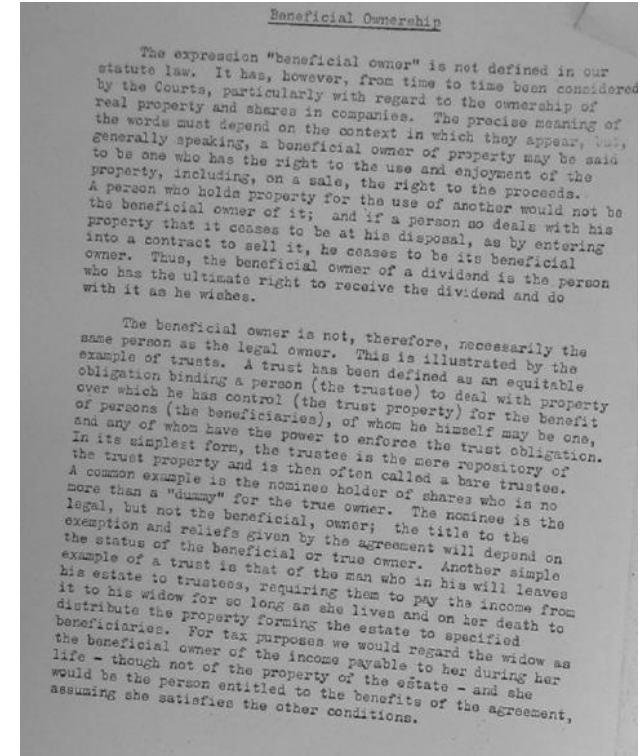 Beneficial Ownership
The expression "beneficial owner" is not defined in our
statute law. It has, however, from time to time been considered
by the Courts, particularly with regard to the ownership of
real property and shares in companies. The precise meaning of
the words must depend on the context in which they appear, but,
generally speaking, a beneficial owner of property may be said
to be one who has the right to the use and enjoyment of the
property, including, on a sale, the right to the proceeds.
A person who holds property for the use of another would not be
the beneficial owner of it; and if a person so deals with his
property that it ceases to be at his disposal, as by entering
into a contract to sell it, he ceases to be its beneficial
owner. Thus, the beneficial owner of a dividend is the person
who has the ultimate right to receive the dividend and do
with it as he wishes.
The beneficial owner is not, therefore, necessarily the
same person as the legal owner. This is illustrated by the
example of trusts. A trust has been defined as an equitable
obligation binding a person (the trustee) to deal with property
over which he has control (the trust property) for the benefit
of persons (the beneficiaries), of whom he himself may be one,
and any of whom have the power to enforce the trust obligation.
In its simplest form, the trustee is the mere repository of
the trust property and is then often called a bare trustee.
A common example is the nominee holder of shares who is no
more than a "dummy" for the true owner. The nominee is the
legal, but not the beneficial, owner; the title to the
exemption and reliefs given by the agreement will depend on
the status of the beneficial or true owner. Another simple
example of a trust is that of the man who in his will leaves
his estate to trustees, requiring them to pay the income from
it to his widow for so long as she lives and on her death to
distribute the property forming the estate to specified
beneficiaries. For tax purposes we would regard the widow as
the beneficial owner of the income payable to her during her
life - though not of the property of the estate - and she
would be the person entitled to the benefits of the agreement,
assuming she satisfies the other conditions.